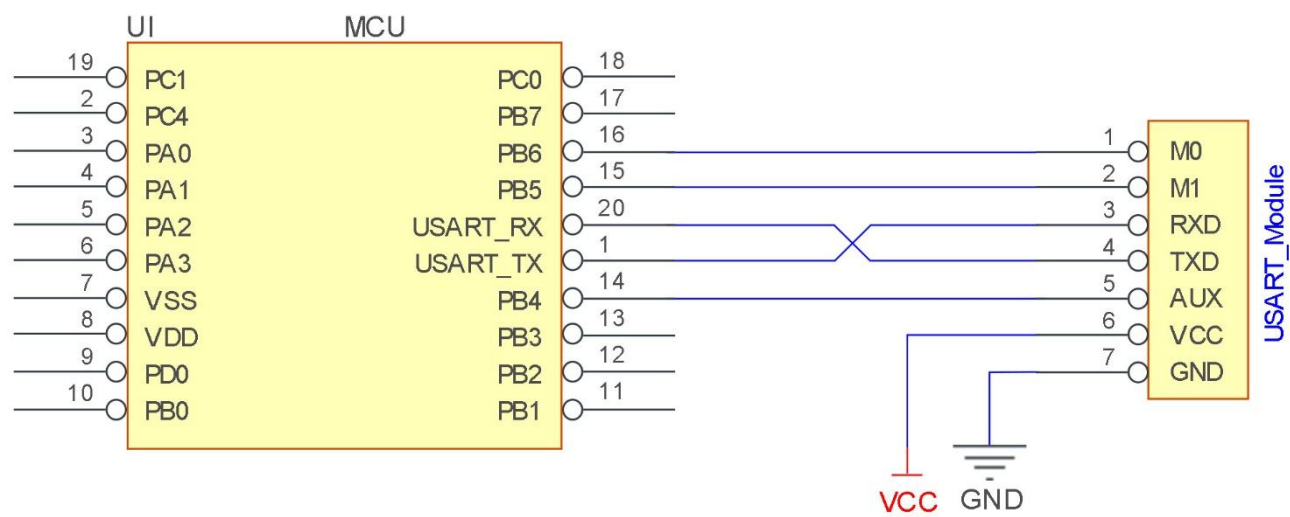 UI MCU
19 PC1 PC0 18
2 PC4 PB7 17
3 PA0 PB6 16 1 M0
4 PA1 PB5 15 2 M1
5 PA2 USART_RX 20 3 RXD
6 PA3 USART_TX 1 4 TXD
7 VSS PB4 14 5 AUX
8 VDD PB3 13 6 VCC
9 PD0 PB2 12 7 GND
10 PB0 PB1 11
USART_Module
VCC GND